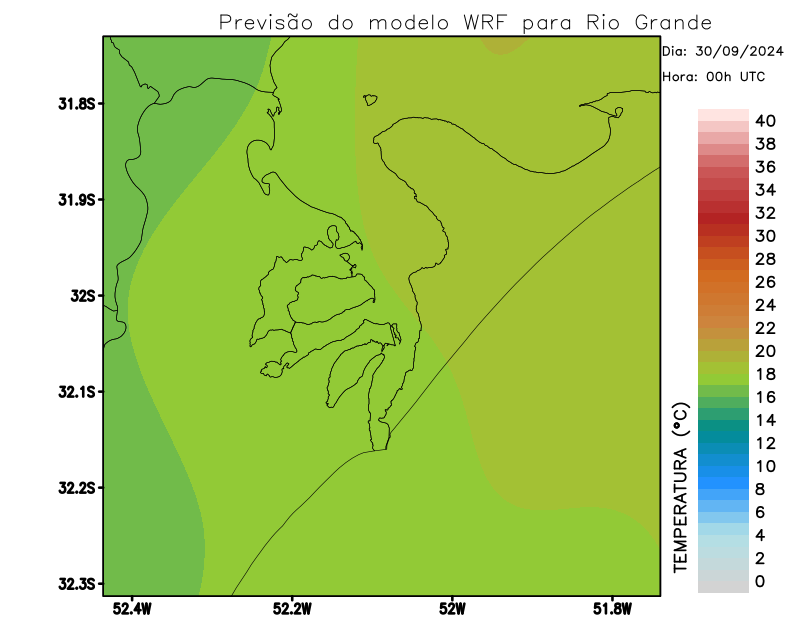 Previsão do modelo WRF para Rio Grande
Dia: 30/09/2024
Hora: 00h UTC
31.8S
31.9S
32S
32.1S
32.2S
32.3S
52.4W
52.2W
52W
51.8W
TEMPERATURA (°C)
40
38
36
34
32
30
28
26
24
22
20
18
16
14
12
10
8
6
4
2
0